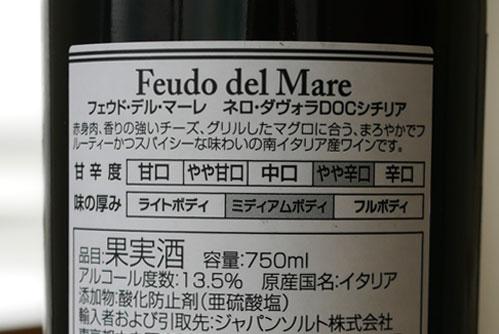 Feudo del Mare
フェウド・デル・マーレ ネロ・ダヴォラDOCシチリア
赤身肉、香りの強いチーズ、グリルしたマグロに合う、まろやかでフ
ルーティーかつスパイシーな味わいの南イタリア産ワインです。
甘辛度 甘口 やや甘口 中口 やや辛口 辛口
味の厚み ライトボディ ミディアムボディ フルボディ
品目:果実酒 容量:750ml
アルコール度数:13.5% 原産国名:イタリア
添加物:酸化防止剤(亜硫酸塩)
輸入者および引取先:ジャパンソルト株式会社